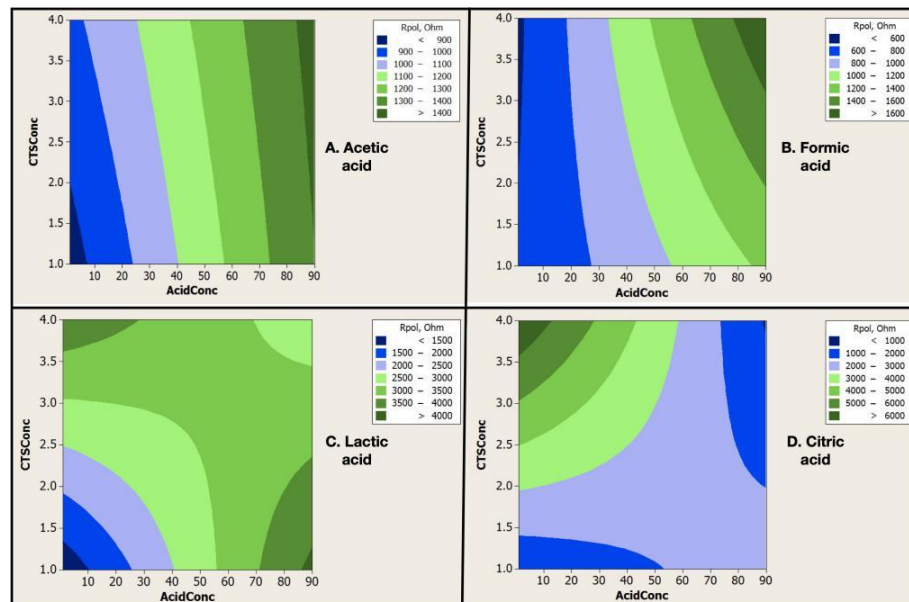 Rpol, Ohm
< 900
900 – 1000
1000 – 1100
1100 – 1200
1200 – 1300
1300 – 1400
> 1400
A. Acetic
acid
CTSConc
4.0
3.5
3.0
2.5
2.0
1.5
1.0
10 20 30 40 50 60 70 80 90
AcidConc
Rpol, Ohm
< 600
600 – 800
800 – 1000
1000 – 1200
1200 – 1400
1400 – 1600
> 1600
B. Formic
acid
CTSConc
4.0
3.5
3.0
2.5
2.0
1.5
1.0
10 20 30 40 50 60 70 80 90
AcidConc
Rpol, Ohm
< 1500
1500 – 2000
2000 – 2500
2500 – 3000
3000 – 3500
3500 – 4000
> 4000
C. Lactic
acid
CTSConc
4.0
3.5
3.0
2.5
2.0
1.5
1.0
10 20 30 40 50 60 70 80 90
AcidConc
Rpol, Ohm
< 1000
1000 – 2000
2000 – 3000
3000 – 4000
4000 – 5000
5000 – 6000
> 6000
D. Citric
acid
CTSConc
4.0
3.5
3.0
2.5
2.0
1.5
1.0
10 20 30 40 50 60 70 80 90
AcidConc